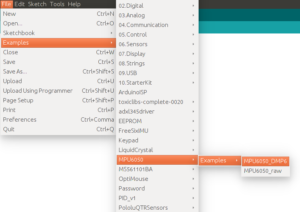 File Edit Sketch Tools Help
New Ctrl+N
Open... Ctrl+O
Sketchbook
Examples
Close Ctrl+W
Save Ctrl+S
Save As... Ctrl+Shift+S
Upload Ctrl+U
Upload Using Programmer Ctrl+Shift+U
Page Setup Ctrl+Shift+P
Print Ctrl+P
Preferences Ctrl+Comma
Quit Ctrl+Q
02.Digital
03.Analog
04.Communication
05.Control
06.Sensors
07.Display
08.Strings
09.USB
10.StarterKit
ArduinoISP
toxiclibs-complete-0020
adxl345driver
EEPROM
FreeSixIMU
Keypad
LiquidCrystal
MPU6050
MS561101BA
OptiMouse
Password
PID_v1
PololuQTRSensors
Examples
MPU6050_DMP6
MPU6050_raw